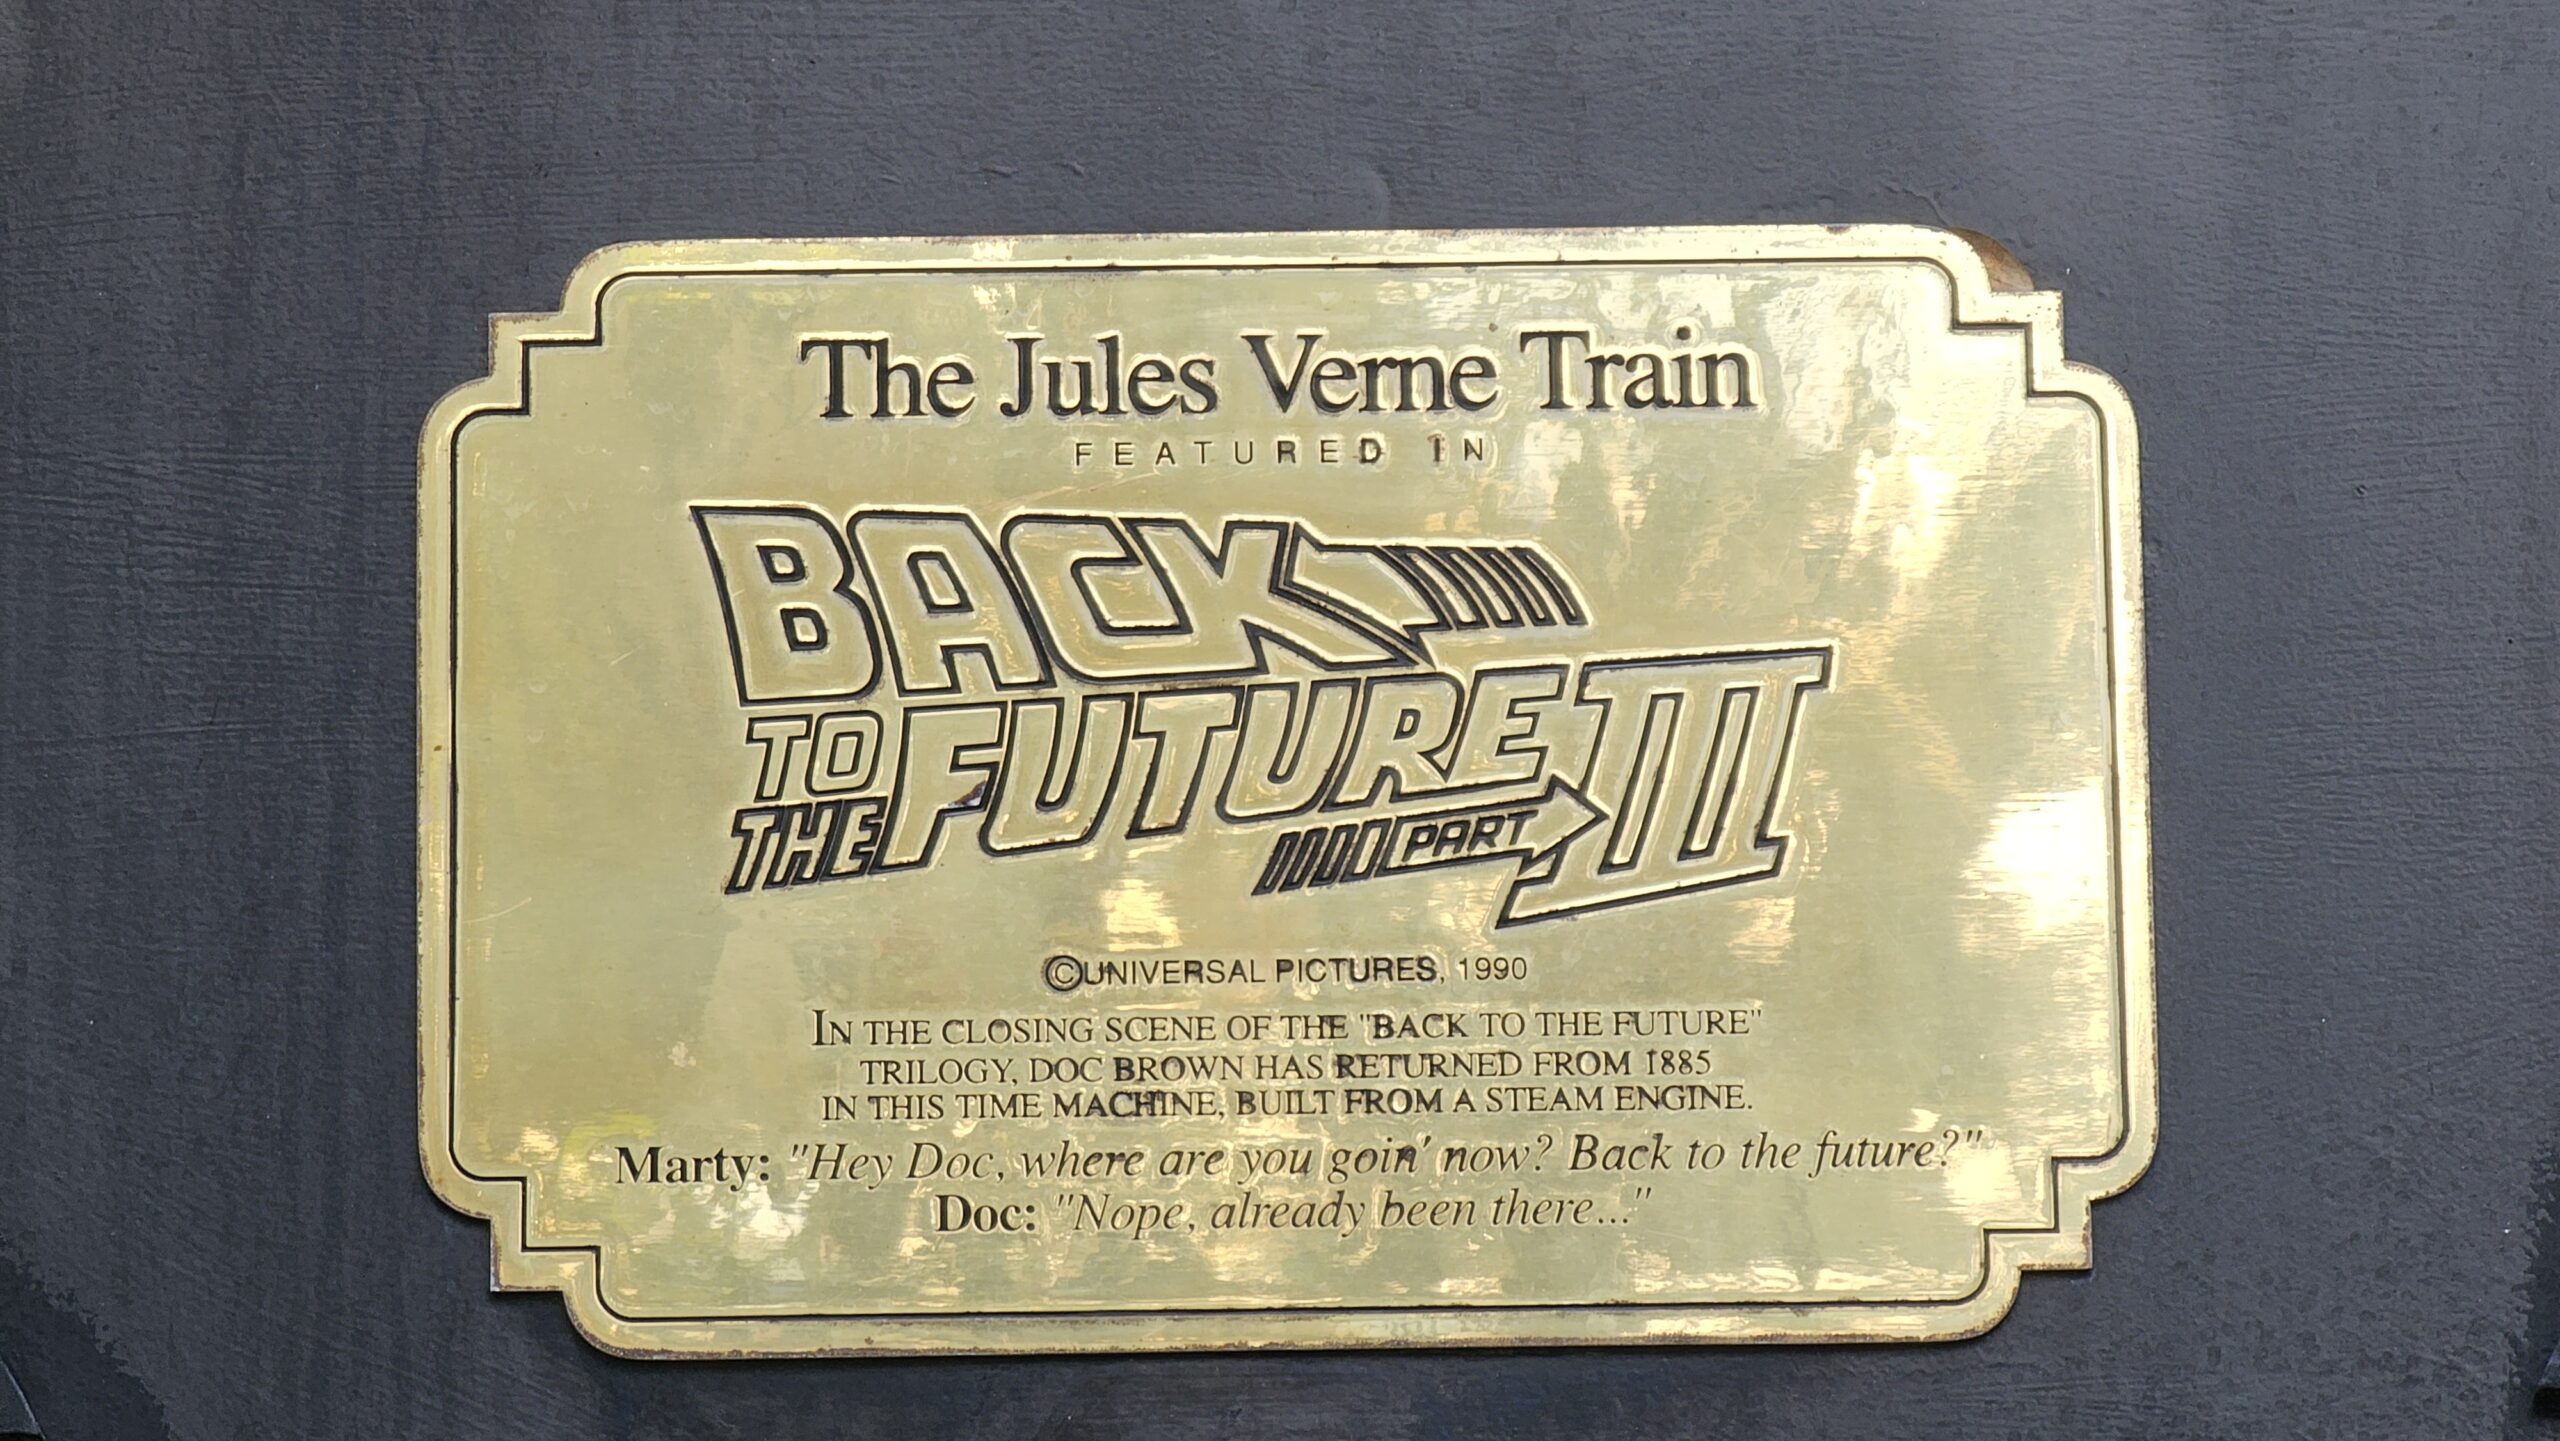 The Jules Verne Train
FEATURED IN
BACK
TO THE FUTURE PART III
©UNIVERSAL PICTURES, 1990
IN THE CLOSING SCENE OF THE "BACK TO THE FUTURE"
TRILOGY, DOC BROWN HAS RETURNED FROM 1885
IN THIS TIME MACHINE, BUILT FROM A STEAM ENGINE.
Marty: "Hey Doc, where are you goin' now? Back to the future?"
Doc: "Nope, already been there..."